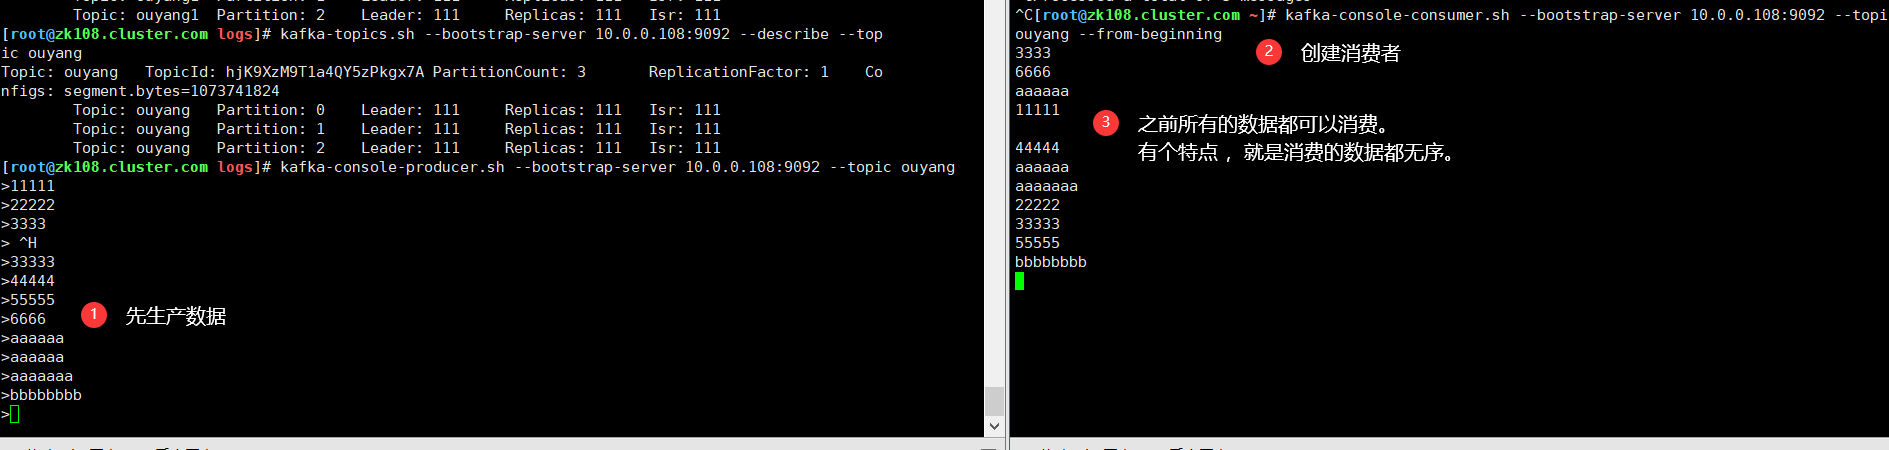 Topic: ouyang1  Partition: 2    Leader: 111     Replicas: 111   Isr: 111
[root@zk108.cluster.com logs]# kafka-topics.sh --bootstrap-server 10.0.0.108:9092 --describe --top
ic ouyang
Topic: ouyang   TopicId: hjK9XzM9T1a4QY5zPkgx7A PartitionCount: 3       ReplicationFactor: 1    Co
nfigs: segment.bytes=1073741824
Topic: ouyang   Partition: 0    Leader: 111     Replicas: 111   Isr: 111
Topic: ouyang   Partition: 1    Leader: 111     Replicas: 111   Isr: 111
Topic: ouyang   Partition: 2    Leader: 111     Replicas: 111   Isr: 111
[root@zk108.cluster.com logs]# kafka-console-producer.sh --bootstrap-server 10.0.0.108:9092 --topic ouyang
>11111
>22222
>3333
> ^H
>33333
>44444
>55555
>6666
1 先生产数据
>aaaaaa
>aaaaaa
>aaaaaaa
>bbbbbbbb
>
^C[root@zk108.cluster.com ~]# kafka-console-consumer.sh --bootstrap-server 10.0.0.108:9092 --topi
ouyang --from-beginning
2 创建消费者
3333
6666
aaaaaa
11111
3 之前所有的数据都可以消费。
有个特点，就是消费的数据都无序。
44444
aaaaaa
aaaaaaa
22222
33333
55555
bbbbbbbb